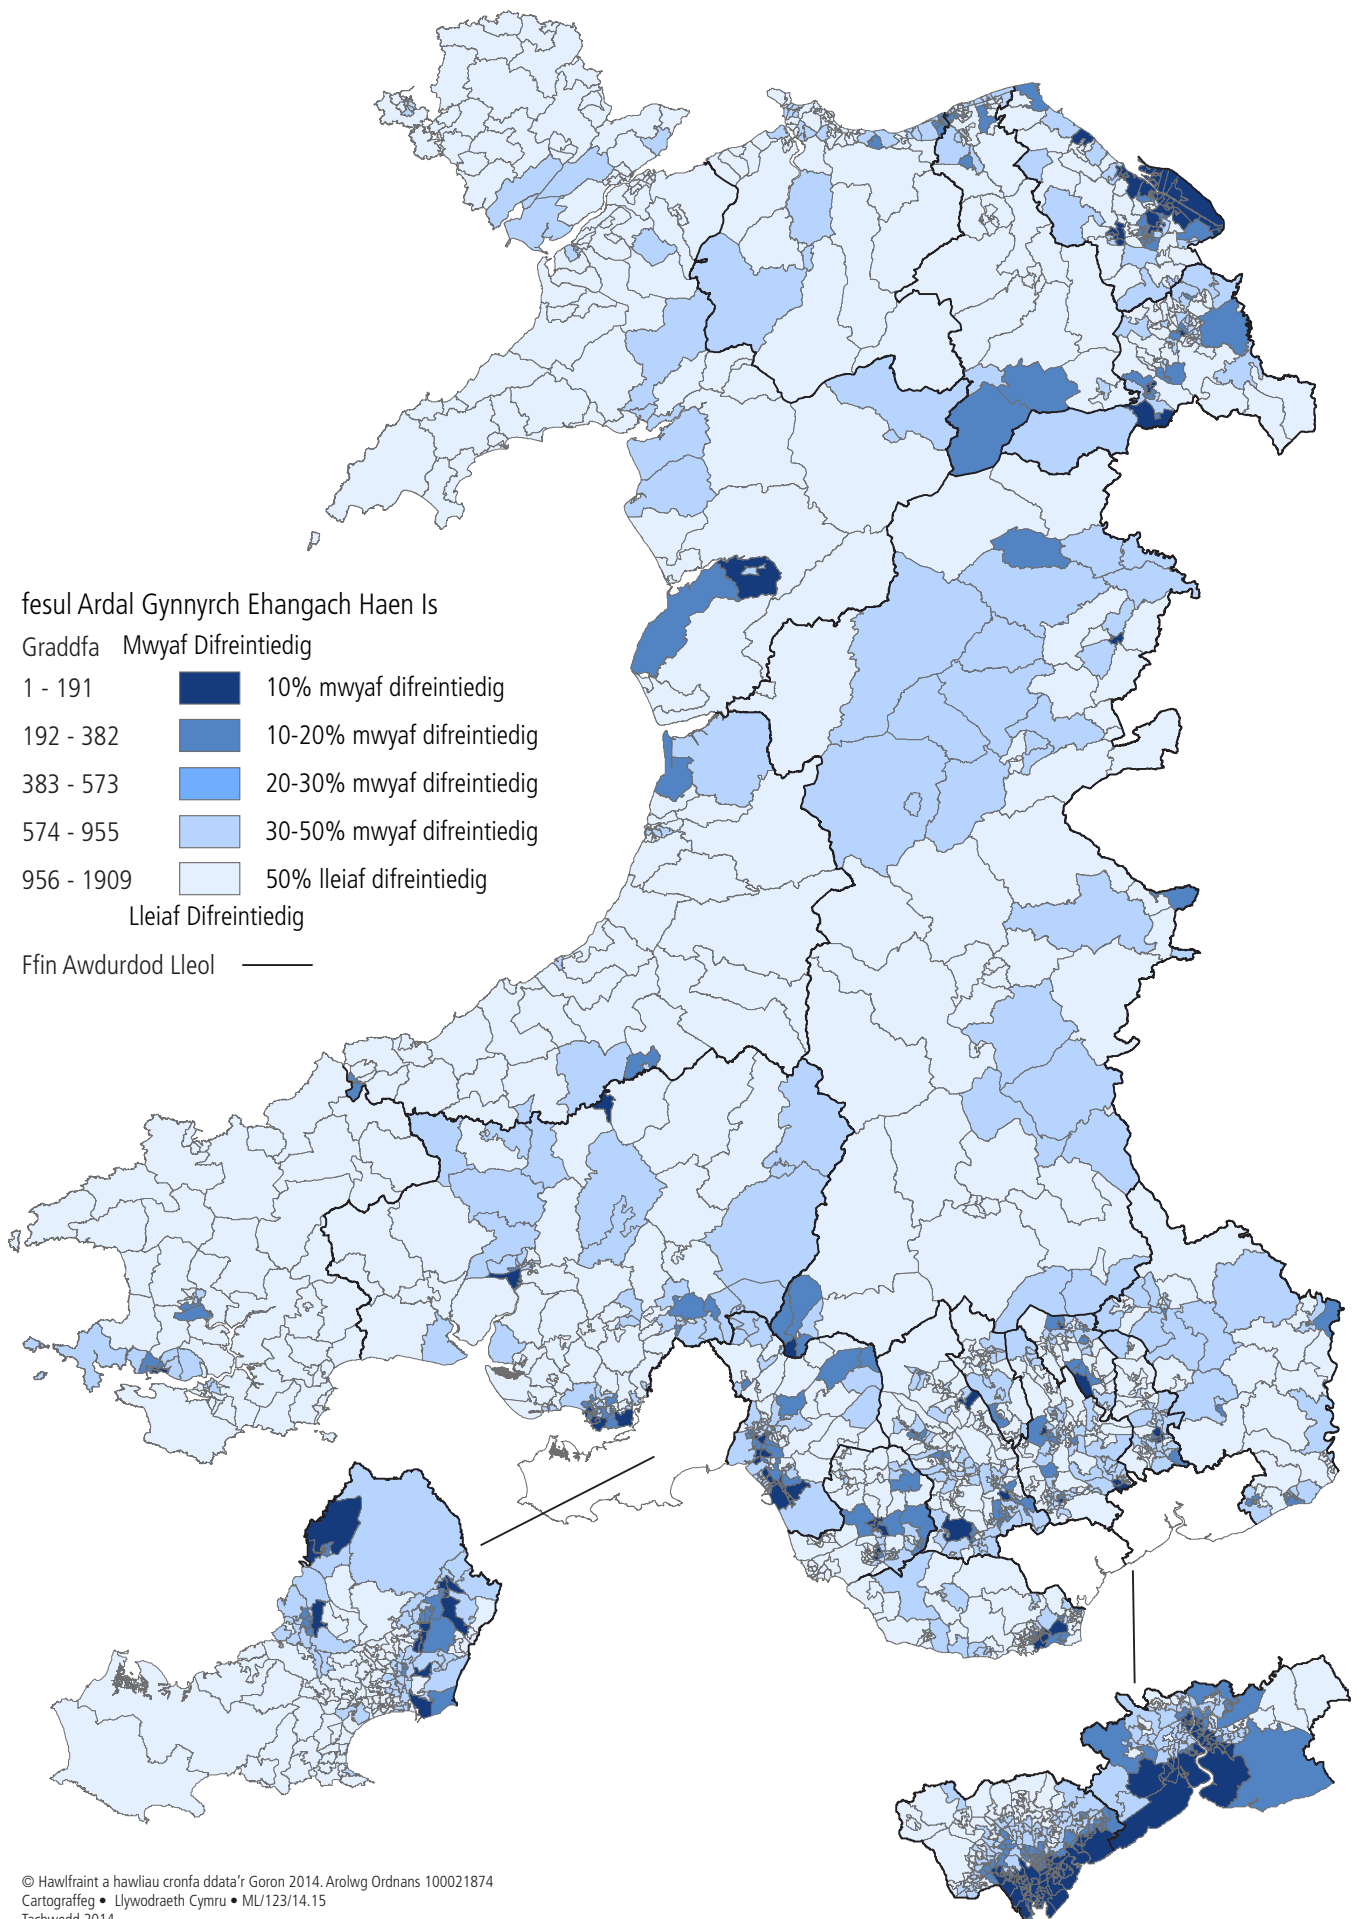 fesul Ardal Gynnyrch Ehangach Haen Is
Graddfa Mwyaf Difreintiedig
1 - 191 10% mwyaf difreintiedig
192 - 382 10-20% mwyaf difreintiedig
383 - 573 20-30% mwyaf difreintiedig
574 - 955 30-50% mwyaf difreintiedig
956 - 1909 50% lleiaf difreintiedig
Lleiaf Difreintiedig
Ffin Awdurdod Lleol
© Hawlfraint a hawliau cronfa ddata'r Goron 2014. Arolwg Ordnans 100021874
Cartograffeg • Llywodraeth Cymru • ML/123/14.15
Tachwedd 2014